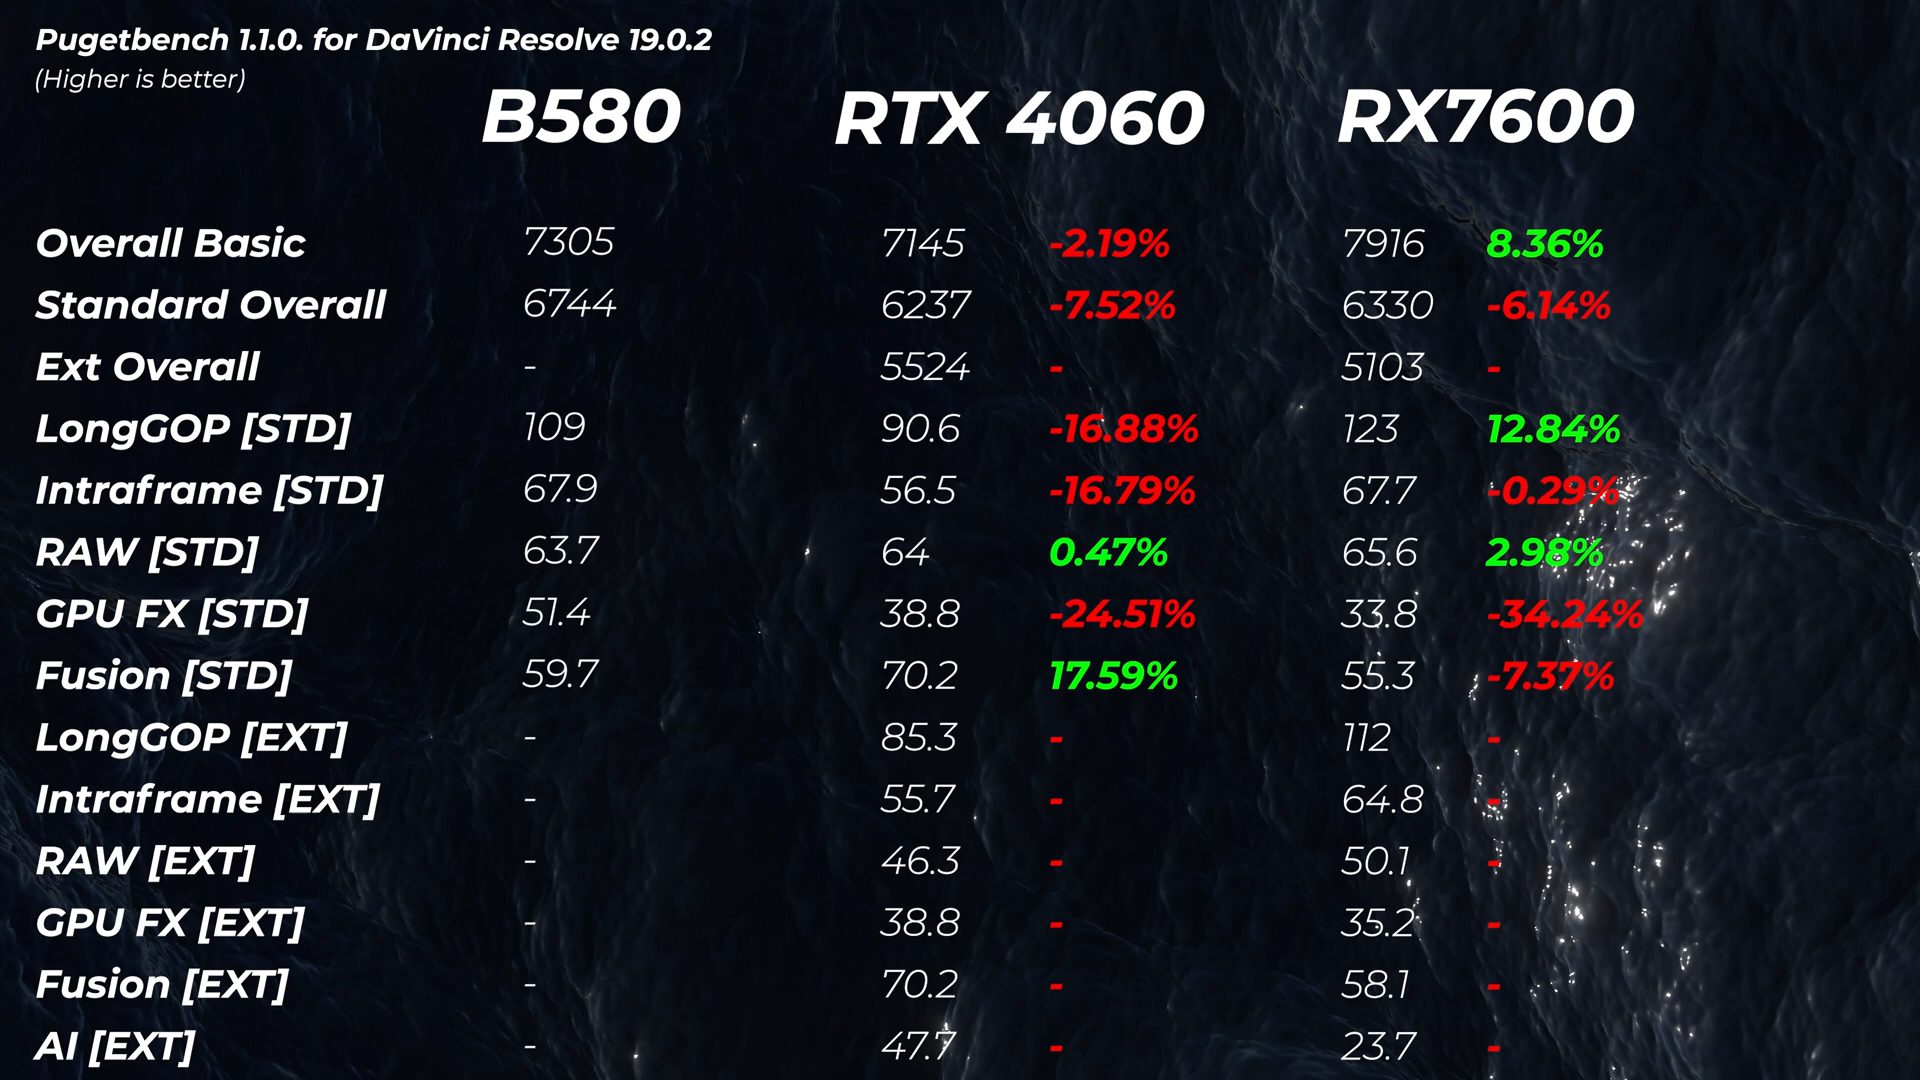 Pugetbench 1.1.0. for DaVinci Resolve 19.0.2
(Higher is better)
B580 RTX 4060 RX7600
Overall Basic 7305 7145 -2.19% 7916 8.36%
Standard Overall 6744 6237 -7.52% 6330 -6.14%
Ext Overall - 5524 - 5103 -
LongGOP [STD] 109 90.6 -16.88% 123 12.84%
Intraframe [STD] 67.9 56.5 -16.79% 67.7 -0.29%
RAW [STD] 63.7 64 0.47% 65.6 2.98%
GPU FX [STD] 51.4 38.8 -24.51% 33.8 -34.24%
Fusion [STD] 59.7 70.2 17.59% 55.3 -7.37%
LongGOP [EXT] - 85.3 - 112 -
Intraframe [EXT] - 55.7 - 64.8 -
RAW [EXT] - 46.3 - 50.1 -
GPU FX [EXT] - 38.8 - 35.2 -
Fusion [EXT] - 70.2 - 58.1 -
AI [EXT] - 47.7 - 23.7 -